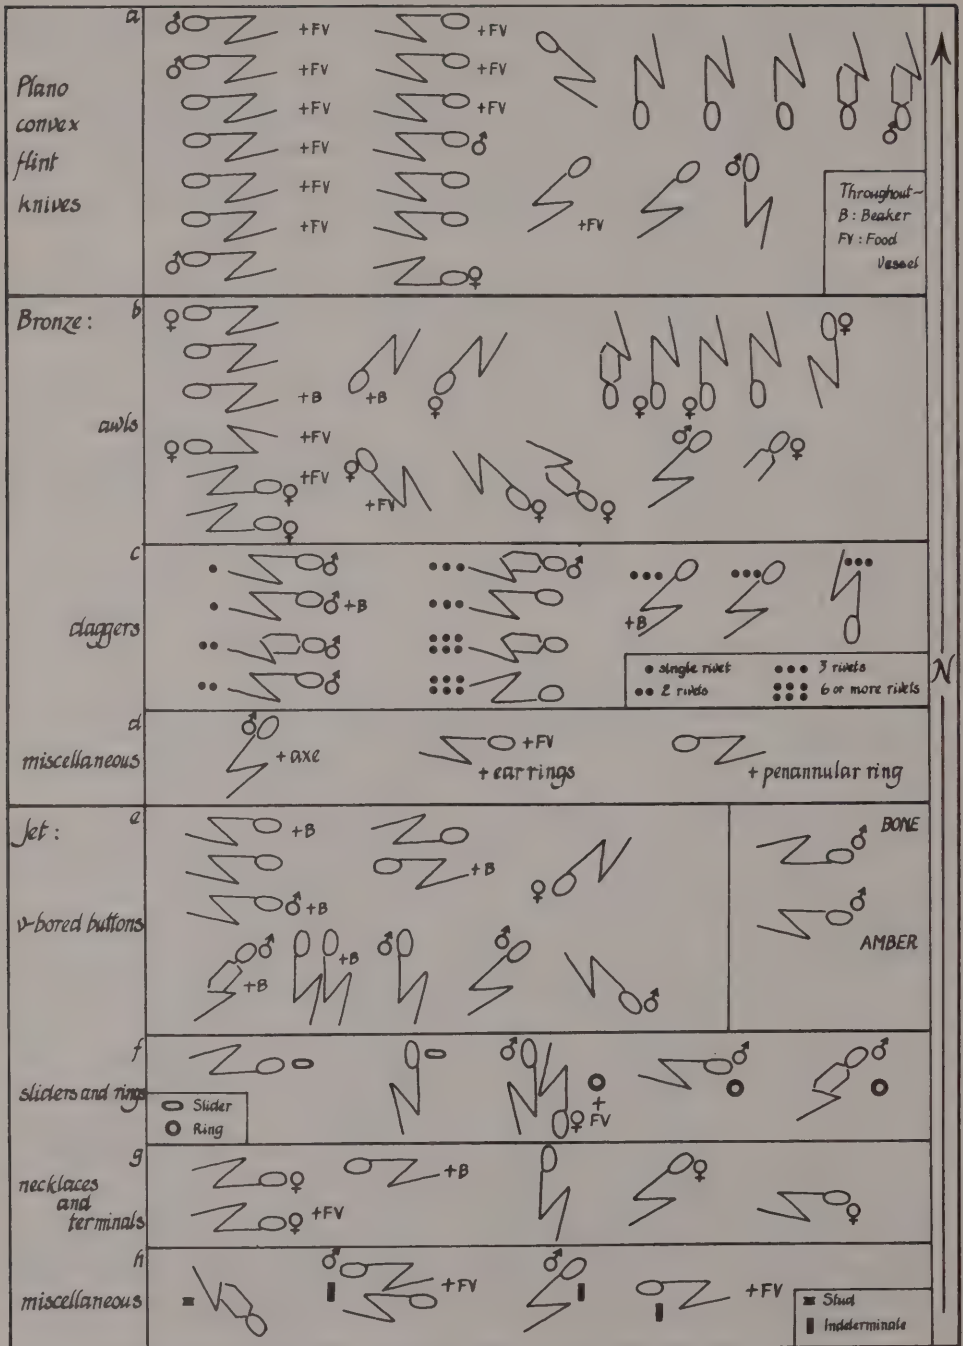 a
Plano
convex
flint
knives
+FV +FV
+FV +FV
+FV +FV
+FV
+FV
+FV
+FV
Throughout-
B: Beaker
FV: Food
Vessel
b
Bronze:
awls
+B
+FV
+FV
+B
+FV
c
daggers
+B
+B
single rivet 3 rivets
2 rivets 6 or more rivets
N
d
miscellaneous
+axe
+FV
+earrings
+penannular ring
e
Jet:
v-bored buttons
+B
+B
+B
+B
+B
BONE
AMBER
f
sliders and rings
Slider
Ring
+
FV
g
necklaces
and
terminals
+B
+FV
h
miscellaneous
+FV
+FV
Stud
Indeterminate